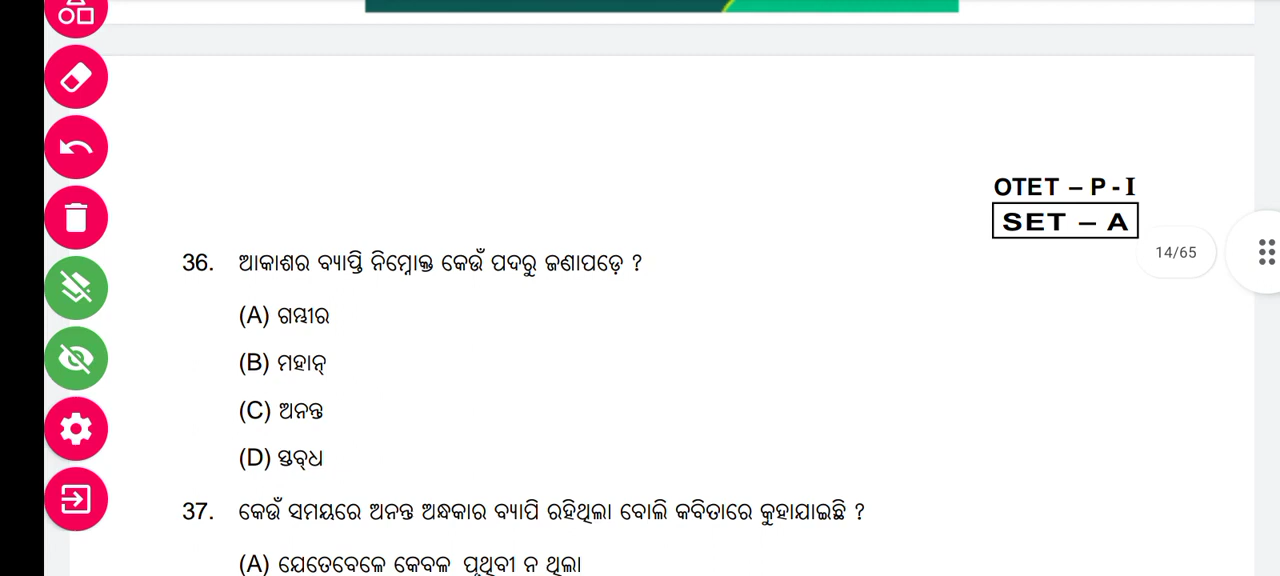 OTET – P - I
SET – A
14/65
36. ଆକାଶର ବ୍ୟାପ୍ତି ନିମ୍ନୋକ୍ତ କେଉଁ ପଦରୁ ଜଣାପଡ଼େ ?
(A) ଗମ୍ଭୀର
(B) ମହାନ୍
(C) ଅନନ୍ତ
(D) ସ୍ତବ୍ଧ
37. କେଉଁ ସମୟରେ ଅନନ୍ତ ଅନ୍ଧକାର ବ୍ୟାପି ରହିଥିଲା ବୋଲି କବିତାରେ କୁହାଯାଇଛି ?
(A) ଯେତେବେଳେ କେବଳ ପୃଥିବୀ ନ ଥିଲା